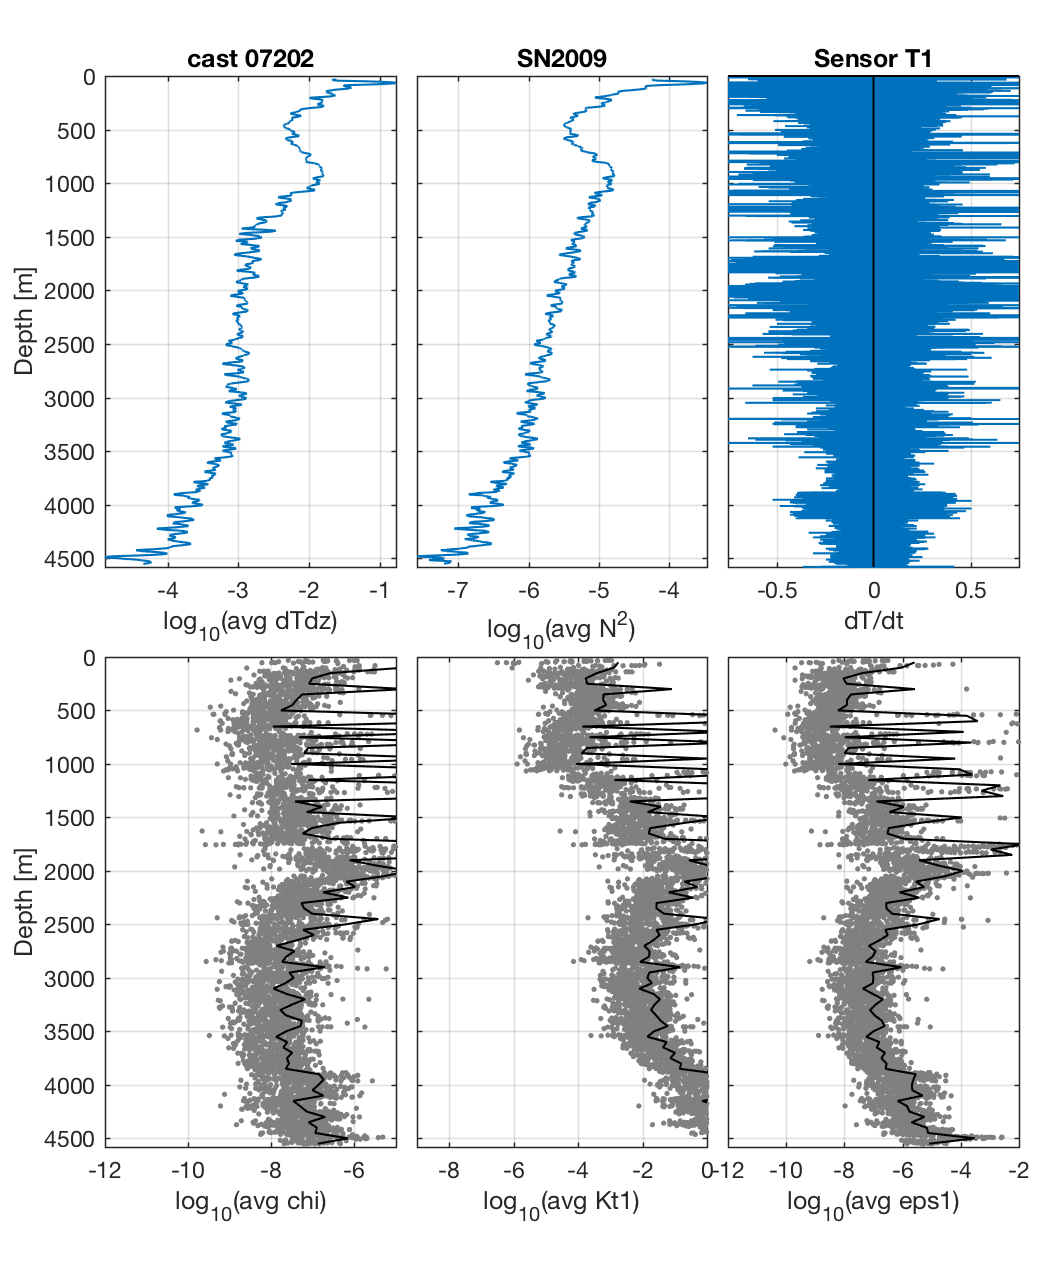 cast 07202
SN2009
Sensor T1
0
500
1000
1500
2000
2500
3000
3500
4000
4500
Depth [m]
-4 -3 -2 -1
-7 -6 -5 -4
-0.5 0 0.5
log10(avg dTdz)
log10(avg N2)
dT/dt
0
500
1000
1500
2000
2500
3000
3500
4000
4500
Depth [m]
-12 -10 -8 -6
-8 -6 -4 -2 0
-12 -10 -8 -6 -4 -2
log10(avg chi)
log10(avg Kt1)
log10(avg eps1)